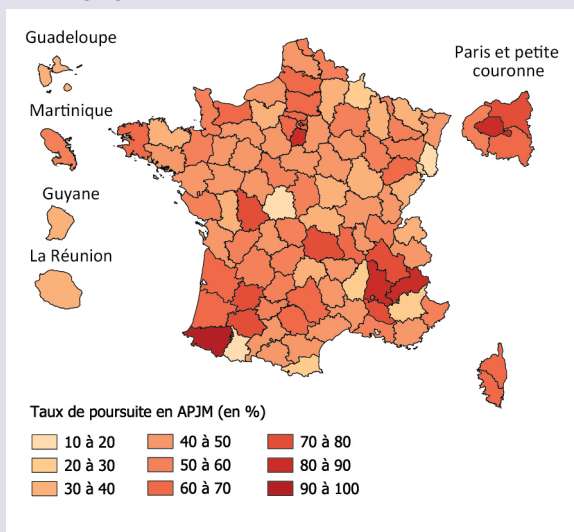 Guadeloupe
Martinique
Guyane
La Réunion
Paris et petite
couronne
Taux de poursuite en APJM (en %)
10 à 20
20 à 30
30 à 40
40 à 50
50 à 60
60 à 70
70 à 80
80 à 90
90 à 100